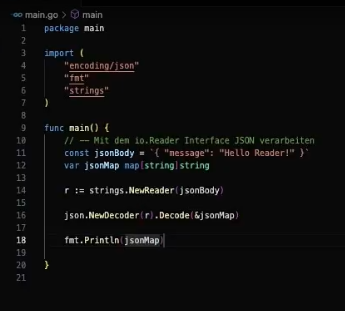 main.go > main
1 package main
2
3 import (
4 "encoding/json"
5 "fmt"
6 "strings"
7 )
8
9 func main() {
10 // —— Mit dem io.Reader Interface JSON verarbeiten
11 const jsonBody = `{ "message": "Hello Reader!" }`
12 var jsonMap map[string]string
13
14 r := strings.NewReader(jsonBody)
15
16 json.NewDecoder(r).Decode(&jsonMap)
17
18 fmt.Println(jsonMap)
19
20 }
21